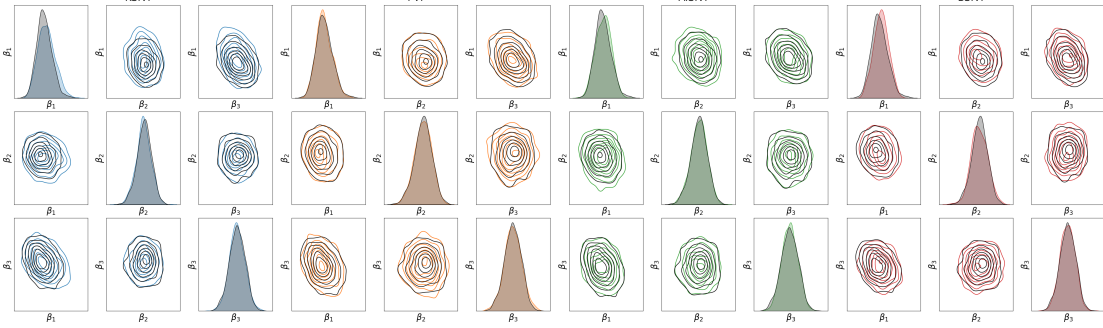 β₁ β₁ β₁ β₁ β₁ β₁ β₁ β₁ β₁ β₁ β₁ β₁
β₁ β₂ β₃ β₁ β₂ β₃ β₁ β₂ β₃ β₁ β₂ β₃
β₂ β₂ β₂ β₂ β₂ β₂ β₂ β₂ β₂ β₂ β₂ β₂
β₁ β₂ β₃ β₁ β₂ β₃ β₁ β₂ β₃ β₁ β₂ β₃
β₃ β₃ β₃ β₃ β₃ β₃ β₃ β₃ β₃ β₃ β₃ β₃
β₁ β₂ β₃ β₁ β₂ β₃ β₁ β₂ β₃ β₁ β₂ β₃